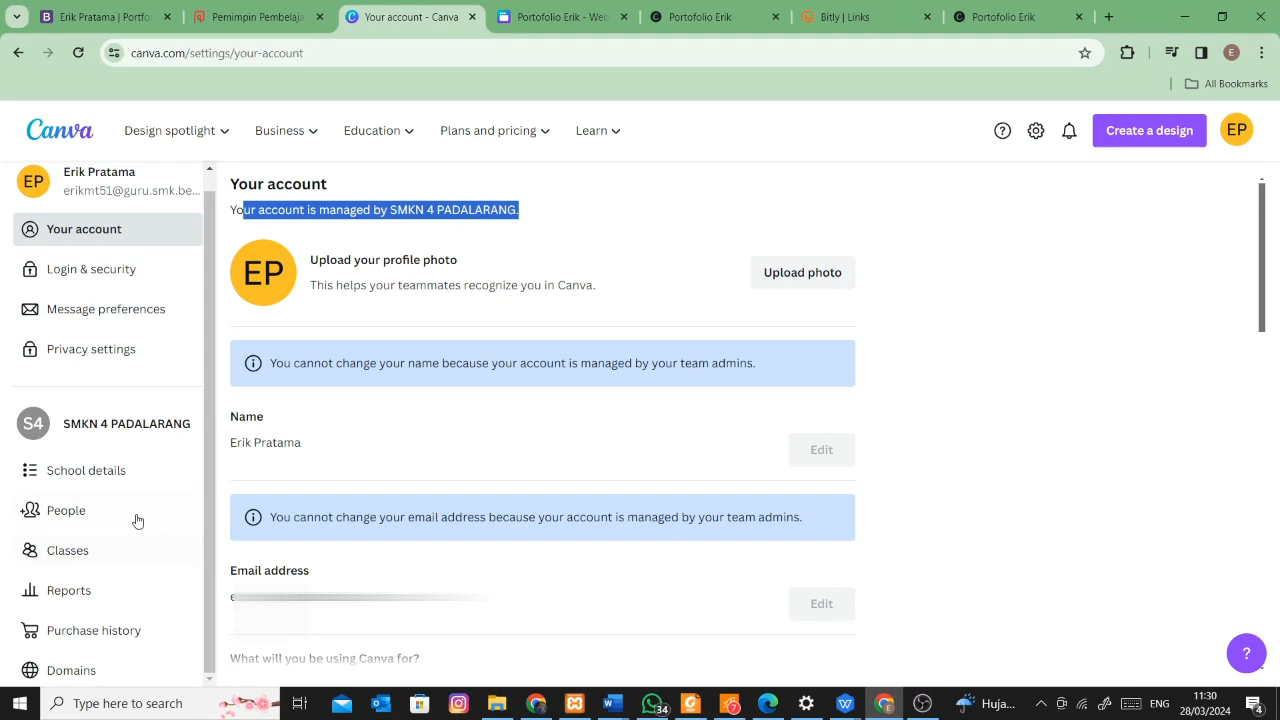 Erik Pratama | Portfo
Pemimpin Pembelaja
Your account - Canva
Portofolio Erik - Web
Portofolio Erik
Bitly | Links
Portofolio Erik
canva.com/settings/your-account
E
All Bookmarks
Canva
Design spotlight
Business
Education
Plans and pricing
Learn
Create a design
EP
EP
Erik Pratama
erikmt51@guru.smk.be...
Your account
Login & security
Message preferences
Privacy settings
S4
SMKN 4 PADALARANG
School details
People
Classes
Reports
Purchase history
Domains
Your account
Your account is managed by SMKN 4 PADALARANG.
EP
Upload your profile photo
This helps your teammates recognize you in Canva.
Upload photo
You cannot change your name because your account is managed by your team admins.
Name
Erik Pratama
Edit
You cannot change your email address because your account is managed by your team admins.
Email address
Edit
What will you be using Canva for?
?
Type here to search
34
7
Huja...
ENG
11:30
28/03/2024
4